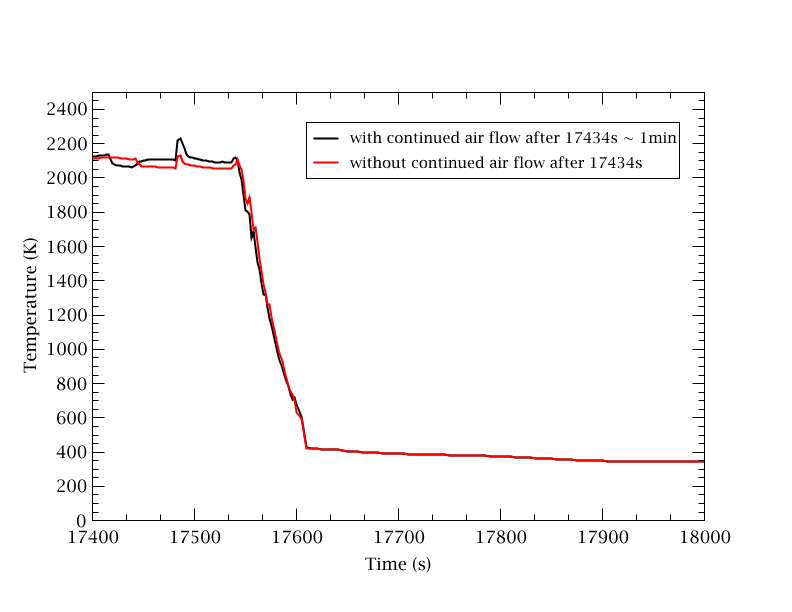 2400
2200
2000
1800
1600
1400
1200
1000
800
600
400
200
0
Temperature (K)
with continued air flow after 17434s ~ 1min
without continued air flow after 17434s
17400 17500 17600 17700 17800 17900 18000
Time (s)